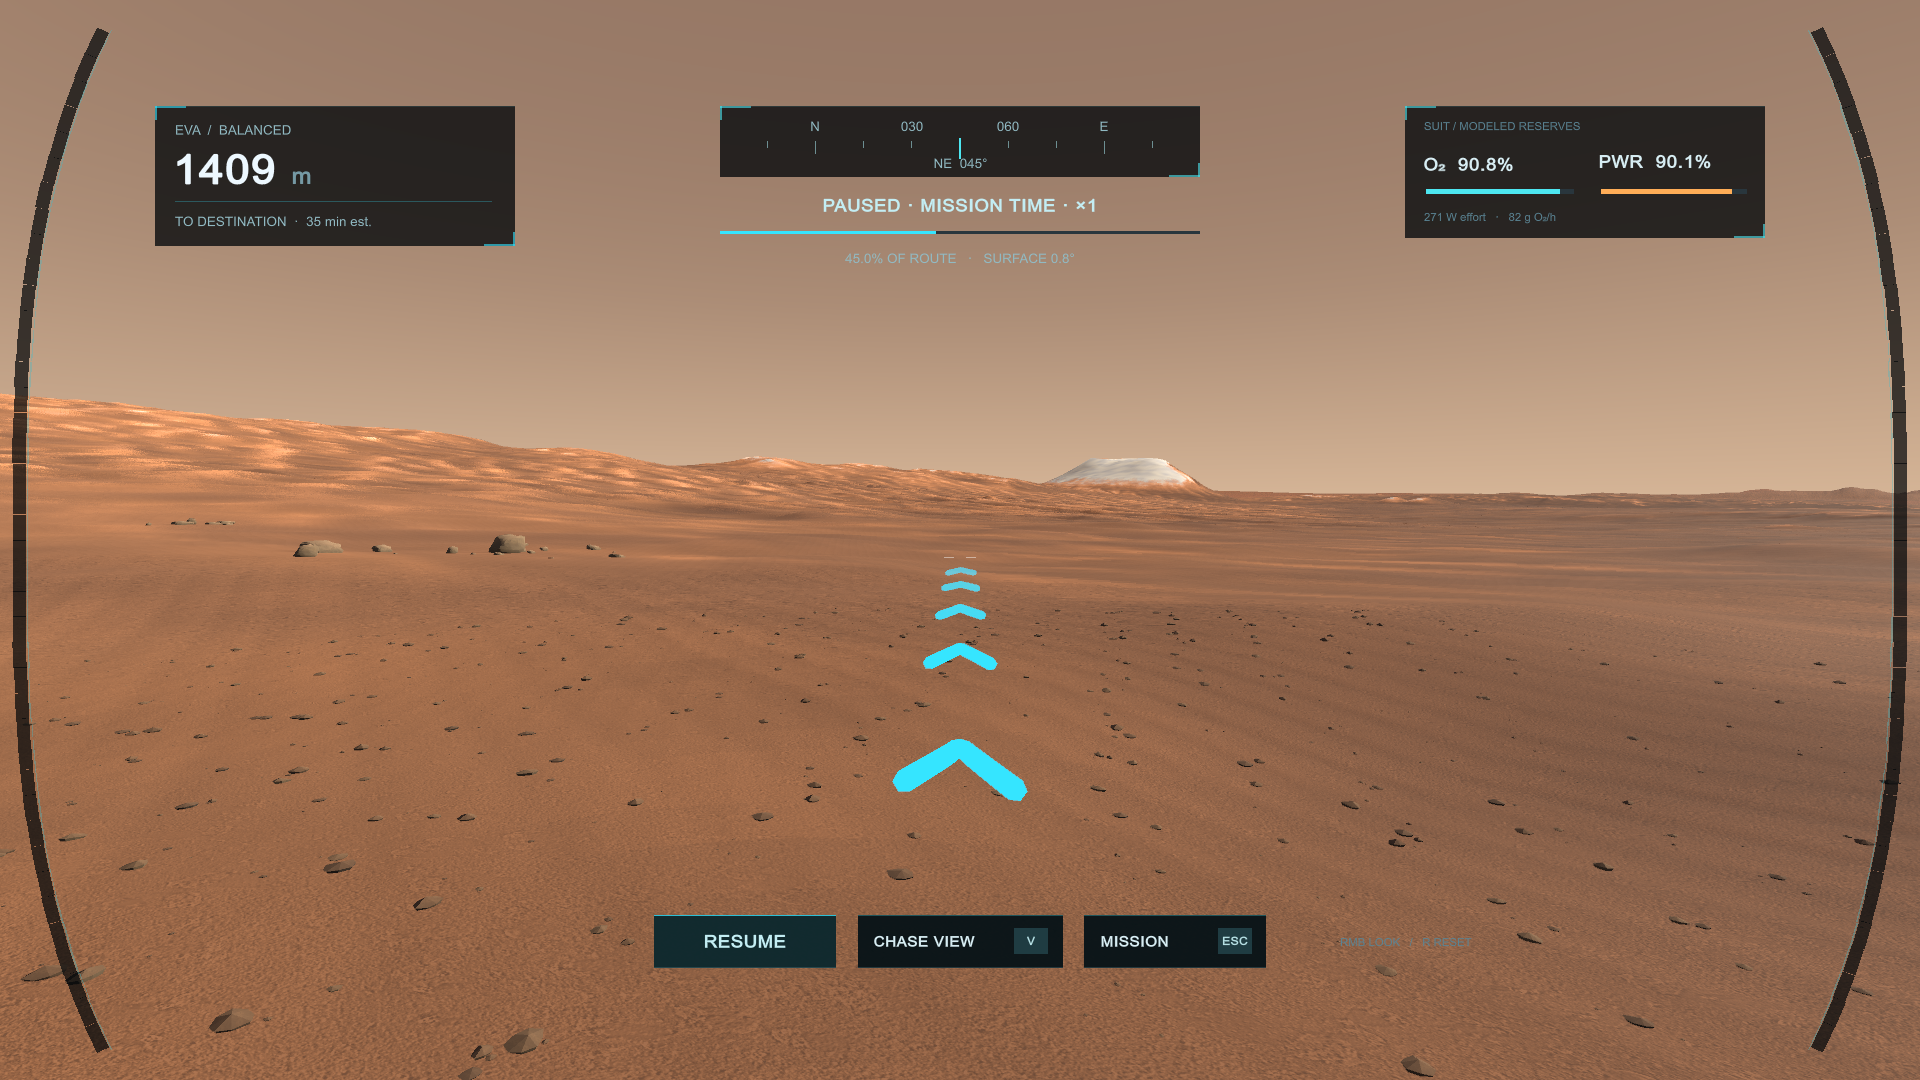 EVA / BALANCED
1409 m
TO DESTINATION · 35 min est.
N 030 060 E
NE 045°
PAUSED · MISSION TIME · ×1
45.0% OF ROUTE · SURFACE 0.8°
SUIT / MODELED RESERVES
O₂ 90.8% PWR 90.1%
271 W effort · 82 g O₂/h
RESUME
CHASE VIEW V
MISSION ESC